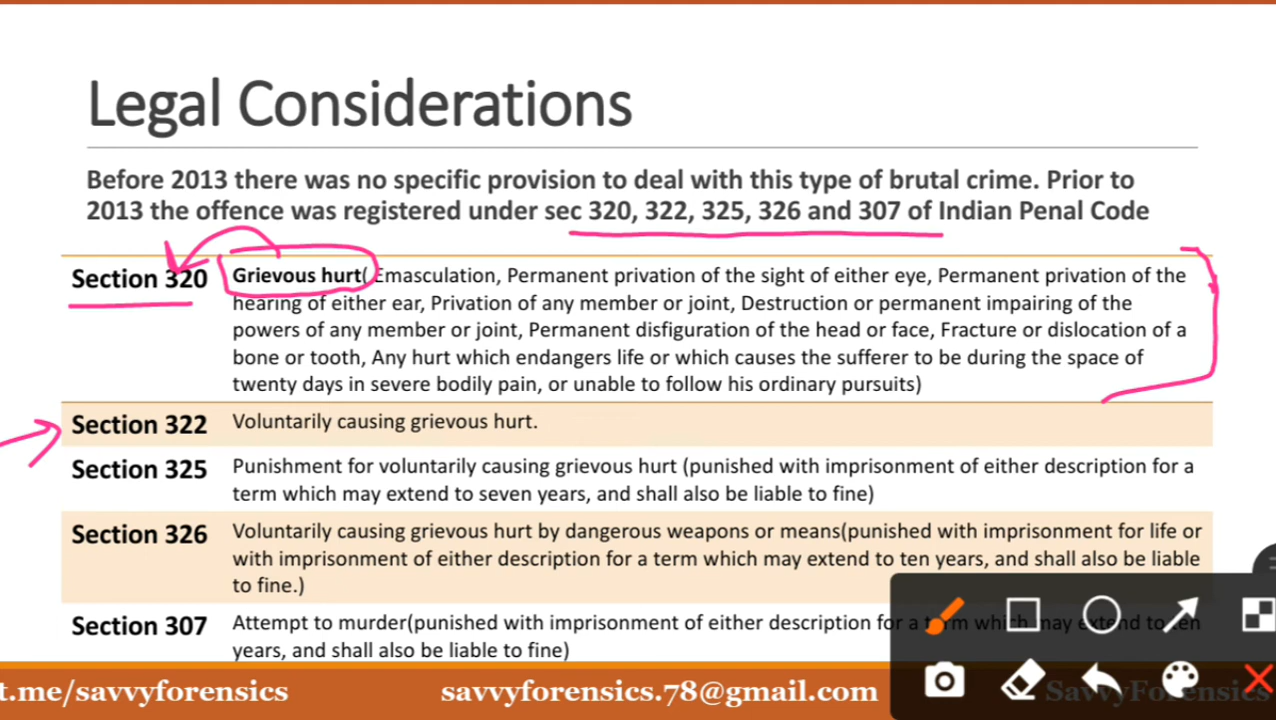 Legal Considerations
Before 2013 there was no specific provision to deal with this type of brutal crime. Prior to
2013 the offence was registered under sec 320, 322, 325, 326 and 307 of Indian Penal Code
Section 320
Grievous hurt( Emasculation, Permanent privation of the sight of either eye, Permanent privation of the
hearing of either ear, Privation of any member or joint, Destruction or permanent impairing of the
powers of any member or joint, Permanent disfiguration of the head or face, Fracture or dislocation of a
bone or tooth, Any hurt which endangers life or which causes the sufferer to be during the space of
twenty days in severe bodily pain, or unable to follow his ordinary pursuits)
Section 322
Voluntarily causing grievous hurt.
Section 325
Punishment for voluntarily causing grievous hurt (punished with imprisonment of either description for a
term which may extend to seven years, and shall also be liable to fine)
Section 326
Voluntarily causing grievous hurt by dangerous weapons or means(punished with imprisonment for life or
with imprisonment of either description for a term which may extend to ten years, and shall also be liable
to fine.)
Section 307
Attempt to murder(punished with imprisonment of either description for a term which may extend to ten
years, and shall also be liable to fine)
t.me/savvyforensics
savvyforensics.78@gmail.com
SavvyForensics